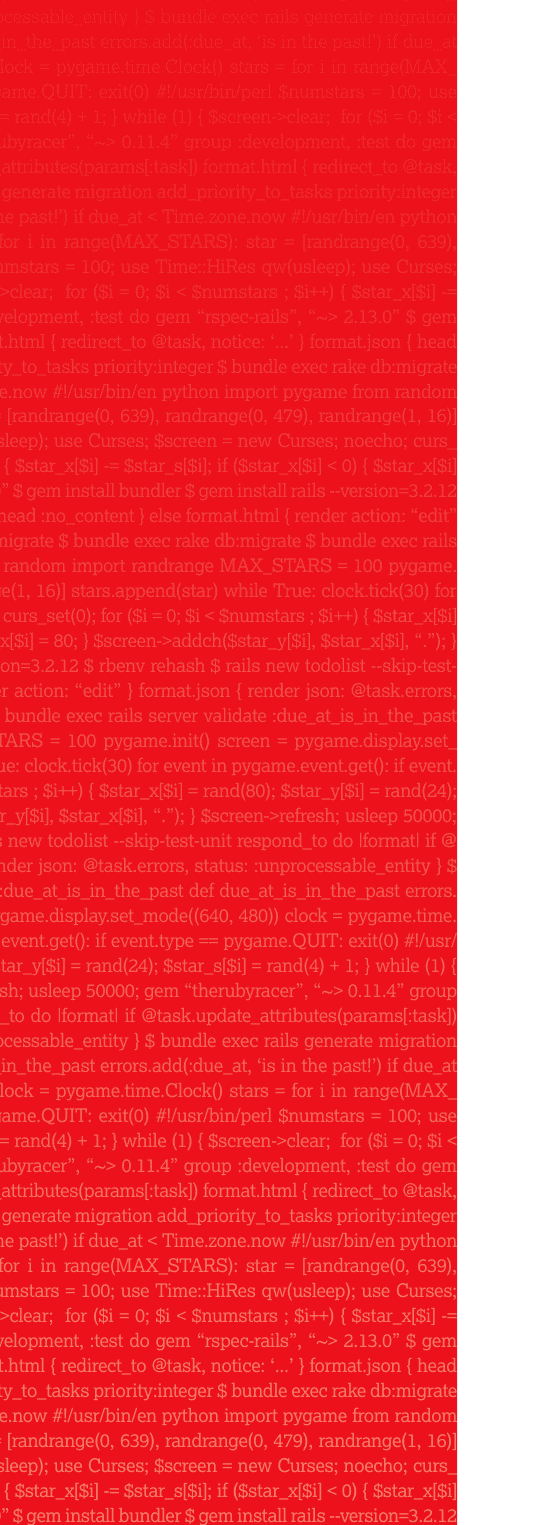 ocessable_entity } $ bundle exec rails generate migration
in_the_past errors.add(:due_at, ‘is in the past!’) if due_at
lock = pygame.time.Clock() stars = for i in range(MAX_
game.QUIT: exit(0) #!/usr/bin/perl $numstars = 100; use
= rand(4) + 1; } while (1) { $screen->clear;  for ($i = 0; $i <
ubyracer”, “~> 0.11.4” group :development, :test do gem
_attributes(params[:task]) format.html { redirect_to @task,
generate migration add_priority_to_tasks priority:integer
he past!’) if due_at < Time.zone.now #!/usr/bin/en python
for i in range(MAX_STARS): star = [randrange(0, 639),
umstars = 100; use Time::HiRes qw(usleep); use Curses;
>clear;  for ($i = 0; $i < $numstars ; $i++) { $star_x[$i] -=
velopment, :test do gem “rspec-rails”, “~> 2.13.0” $ gem
t.html { redirect_to @task, notice: ‘...’ } format.json { head
ty_to_tasks priority:integer $ bundle exec rake db:migrate
e.now #!/usr/bin/en python import pygame from random
= [randrange(0, 639), randrange(0, 479), randrange(1, 16)]
sleep); use Curses; $screen = new Curses; noecho; curs_
{ $star_x[$i] -= $star_s[$i]; if ($star_x[$i] < 0) { $star_x[$i]
” $ gem install bundler $ gem install rails --version=3.2.12
head :no_content } else format.html { render action: “edit”
migrate $ bundle exec rake db:migrate $ bundle exec rails
random import randrange MAX_STARS = 100 pygame.
ge(1, 16)] stars.append(star) while True: clock.tick(30) for
curs_set(0); for ($i = 0; $i < $numstars ; $i++) { $star_x[$i]
x[$i] = 80; } $screen->addch($star_y[$i], $star_x[$i], “.”); }
on=3.2.12 $ rbenv rehash $ rails new todolist --skip-test-
er action: “edit” } format.json { render json: @task.errors,
bundle exec rails server validate :due_at_is_in_the_past
TARS = 100 pygame.init() screen = pygame.display.set_
ue: clock.tick(30) for event in pygame.event.get(): if event.
tars ; $i++) { $star_x[$i] = rand(80); $star_y[$i] = rand(24);
r_y[$i], $star_x[$i], “.”); } $screen->refresh; usleep 50000;
s new todolist --skip-test-unit respond_to do |format| if @
nder json: @task.errors, status: :unprocessable_entity } $
:due_at_is_in_the_past def due_at_is_in_the_past errors.
ygame.display.set_mode((640, 480)) clock = pygame.time.
event.get(): if event.type == pygame.QUIT: exit(0) #!/usr/
tar_y[$i] = rand(24); $star_s[$i] = rand(4) + 1; } while (1) {
sh; usleep 50000; gem “therubyracer”, “~> 0.11.4” group
_to do |format| if @task.update_attributes(params[:task])
ocessable_entity } $ bundle exec rails generate migration
in_the_past errors.add(:due_at, ‘is in the past!’) if due_at
lock = pygame.time.Clock() stars = for i in range(MAX_
game.QUIT: exit(0) #!/usr/bin/perl $numstars = 100; use
= rand(4) + 1; } while (1) { $screen->clear;  for ($i = 0; $i <
ubyracer”, “~> 0.11.4” group :development, :test do gem
_attributes(params[:task]) format.html { redirect_to @task,
generate migration add_priority_to_tasks priority:integer
he past!’) if due_at < Time.zone.now #!/usr/bin/en python
for i in range(MAX_STARS): star = [randrange(0, 639),
umstars = 100; use Time::HiRes qw(usleep); use Curses;
>clear;  for ($i = 0; $i < $numstars ; $i++) { $star_x[$i] -=
velopment, :test do gem “rspec-rails”, “~> 2.13.0” $ gem
t.html { redirect_to @task, notice: ‘...’ } format.json { head
ty_to_tasks priority:integer $ bundle exec rake db:migrate
e.now #!/usr/bin/en python import pygame from random
= [randrange(0, 639), randrange(0, 479), randrange(1, 16)]
sleep); use Curses; $screen = new Curses; noecho; curs_
{ $star_x[$i] -= $star_s[$i]; if ($star_x[$i] < 0) { $star_x[$i]
” $ gem install bundler $ gem install rails --version=3.2.12